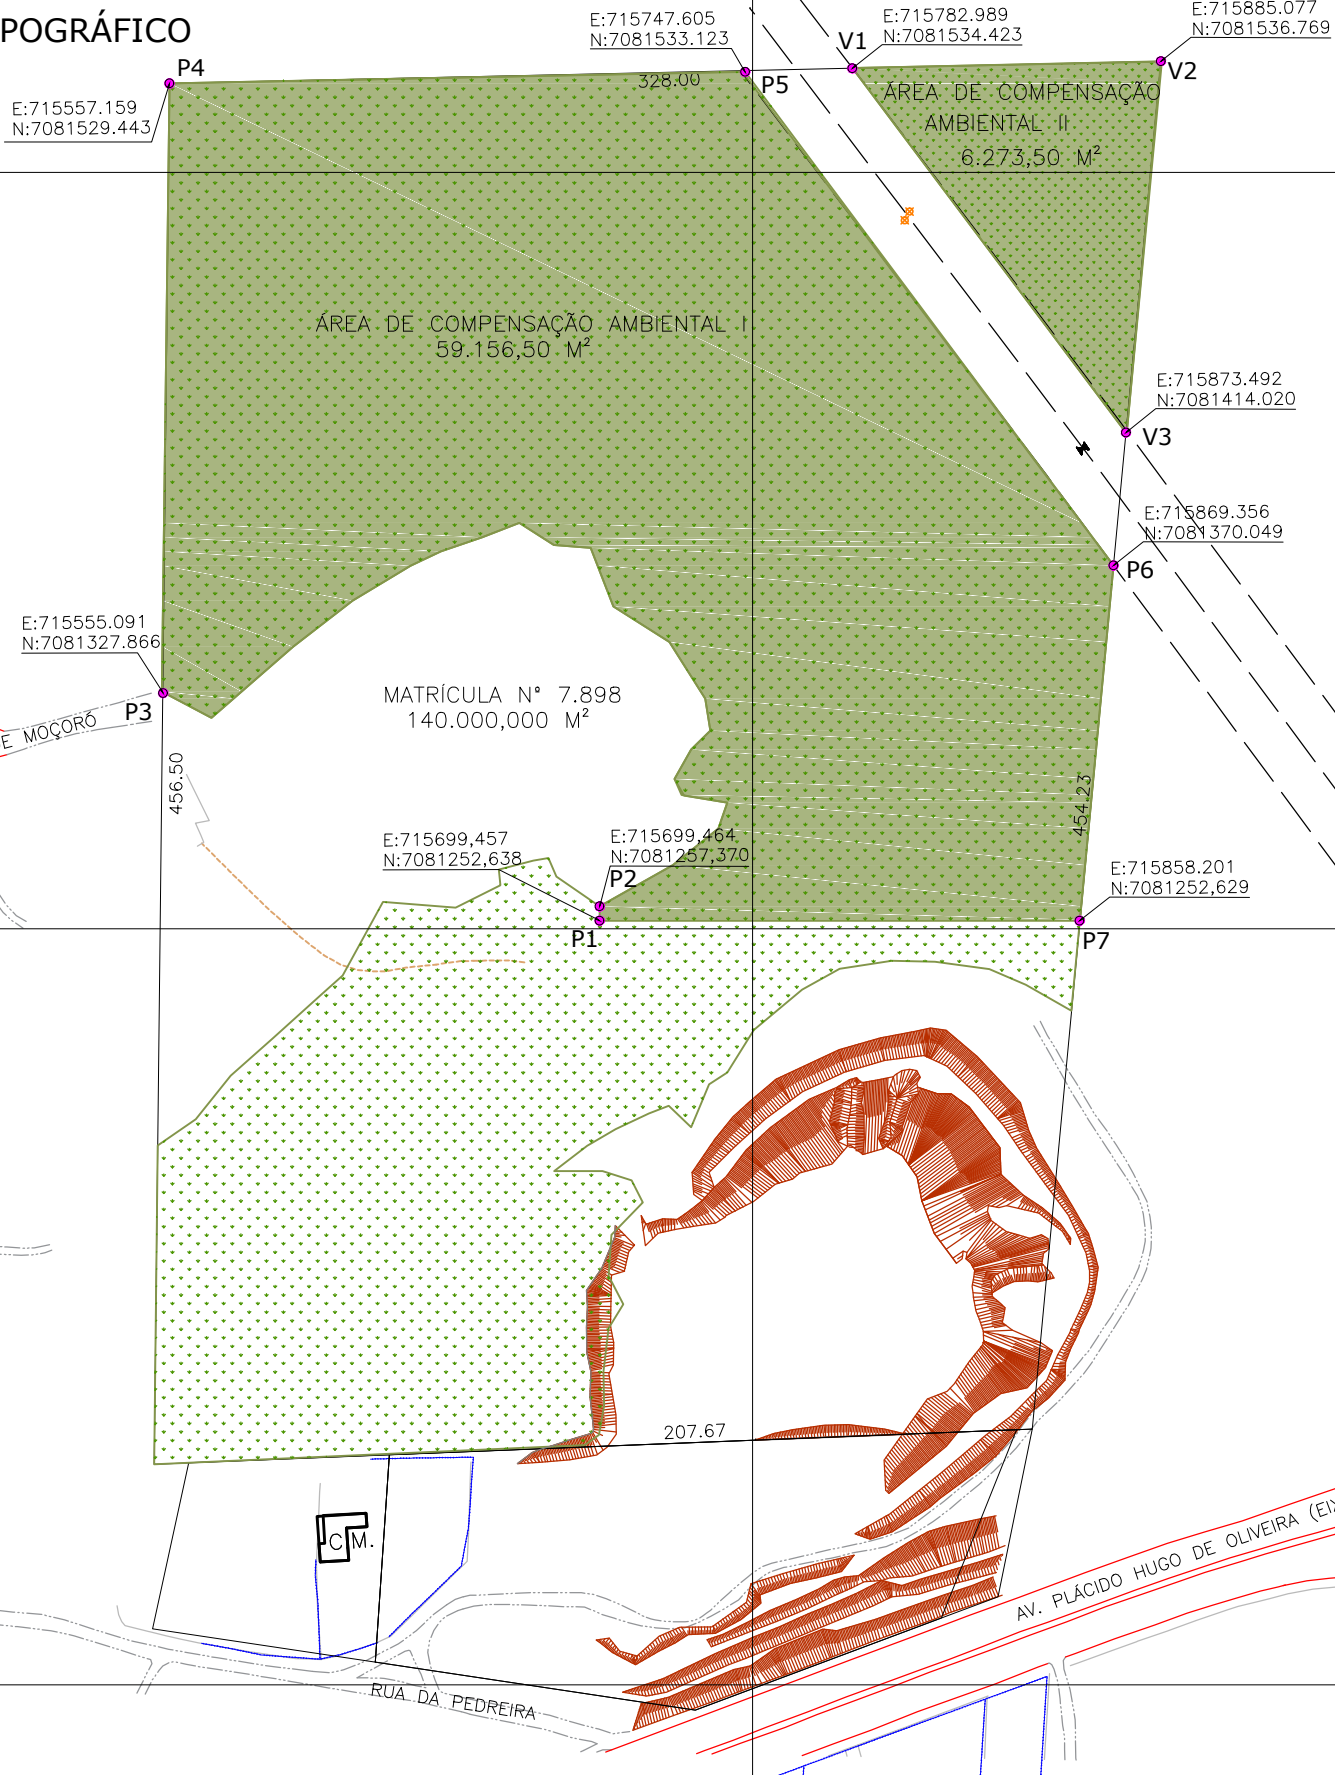 POGRÁFICO
E:715747.605
N:7081533.123
E:715782.989
N:7081534.423
E:715885.077
N:7081536.769
V1
V2
P4
P5
328.00
E:715557.159
N:7081529.443
ÁREA DE COMPENSAÇÃO
AMBIENTAL II
6.273,50 M²
ÁREA DE COMPENSAÇÃO AMBIENTAL I
59.156,50 M²
E:715873.492
N:7081414.020
V3
E:715869.356
N:7081370.049
P6
E:715555.091
N:7081327.866
P3
E MOÇORÓ
MATRÍCULA N° 7.898
140.000,000 M²
456.50
454.23
E:715699,457
N:7081252,638
E:715699,464
N:7081257,370
P2
P1
E:715858.201
N:7081252,629
P7
207.67
C M.
AV. PLÁCIDO HUGO DE OLIVEIRA (EIX
RUA DA PEDREIRA